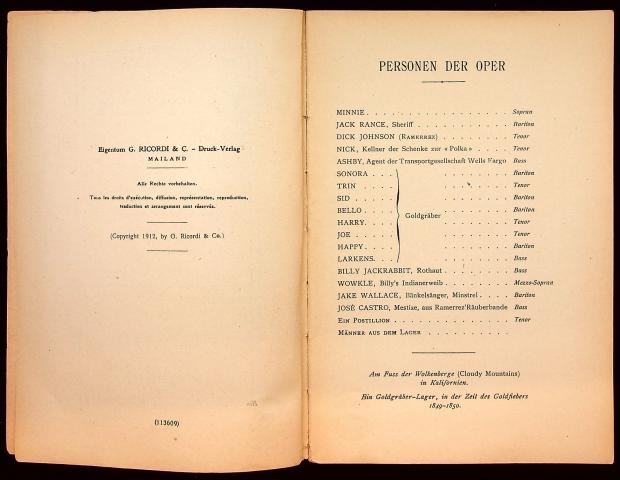 Eigentum G. RICORDI & C. – Druck-Verlag
MAILAND
Alle Rechte vorbehalten.
Tous les droits d'exécution, diffusion, représentation, reproduction,
traduction et arrangement sont réservés.
(Copyright 1912, by G. Ricordi & Co.)
(113609)
PERSONEN DER OPER
MINNIE . . . . . . . . . . . . . . . . . Sopran
JACK RANCE, Sheriff . . . . . . . . . . . Bariton
DICK JOHNSON (RAMERREZ) . . . . . . . . . Tenor
NICK, Kellner der Schenke zur « Polka » . . . . Tenor
ASHBY, Agent der Transportgesellschaft Wells Fargo Bass
SONORA . . . . Bariton
TRIN . . . . Tenor
SID . . . . Bariton
BELLO . . . . Bariton
Goldgräber
HARRY . . . . Tenor
JOE . . . . Tenor
HAPPY . . . . Bariton
LARKENS . . . . Bass
BILLY JACKRABBIT, Rothaut . . . . . . . Bass
WOWKLE, Billy's Indianerweib . . . . . . . Mezzo-Sopran
JAKE WALLACE, Bänkelsänger, Minstrel . . . . Bariton
JOSÉ CASTRO, Mestize, aus Ramerrez'Räuberbande Bass
EIN POSTILLION . . . . . . . . . . . . . Tenor
MÄNNER AUS DEM LAGER . . . . . . . . . .
Am Fuss der Wolkenberge (Cloudy Mountains)
in Kalifornien.
Ein Goldgräber-Lager, in der Zeit des Goldfiebers
1849-1850.